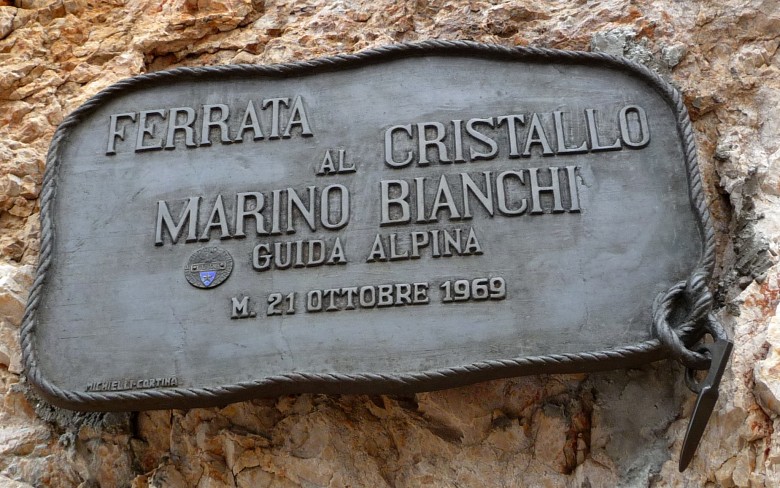 FERRATA
AL CRISTALLO
MARINO BIANCHI
GUIDA ALPINA
M. 21 OTTOBRE 1969
MICHIELLI-CORTINA